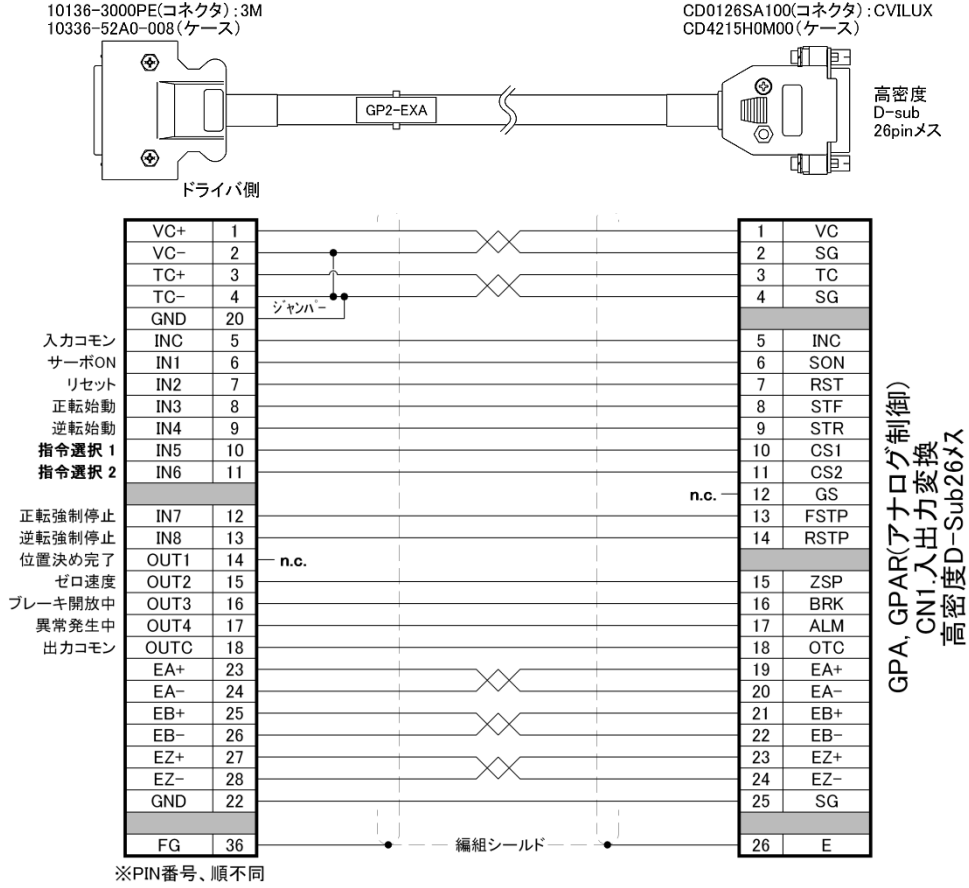 10136-3000PE(コネクタ):3M
10336-52A0-008(ケース)
CD0126SA100(コネクタ):CVILUX
CD4215H0M00(ケース)
GP2-EXA
高密度
D-sub
26pinメス
ドライバ側
VC+ 1 1 VC
VC- 2 2 SG
TC+ 3 3 TC
TC- 4 4 SG
ジャンパー
GND 20
入力コモン INC 5 5 INC
サーボON IN1 6 6 SON
リセット IN2 7 7 RST
正転始動 IN3 8 8 STF
逆転始動 IN4 9 9 STR
指令選択 1 IN5 10 10 CS1
指令選択 2 IN6 11 11 CS2
n.c. 12 GS
正転強制停止 IN7 12 13 FSTP
逆転強制停止 IN8 13 14 RSTP
位置決め完了 OUT1 14 n.c.
ゼロ速度 OUT2 15 15 ZSP
ブレーキ開放中 OUT3 16 16 BRK
異常発生中 OUT4 17 17 ALM
出力コモン OUTC 18 18 OTC
EA+ 23 19 EA+
EA- 24 20 EA-
EB+ 25 21 EB+
EB- 26 22 EB-
EZ+ 27 23 EZ+
EZ- 28 24 EZ-
GND 22 25 SG
FG 36 編組シールド 26 E
※PIN番号、順不同
GPA, GPAR(アナログ制御)
CN1.入出力変換
高密度D-Sub26メス